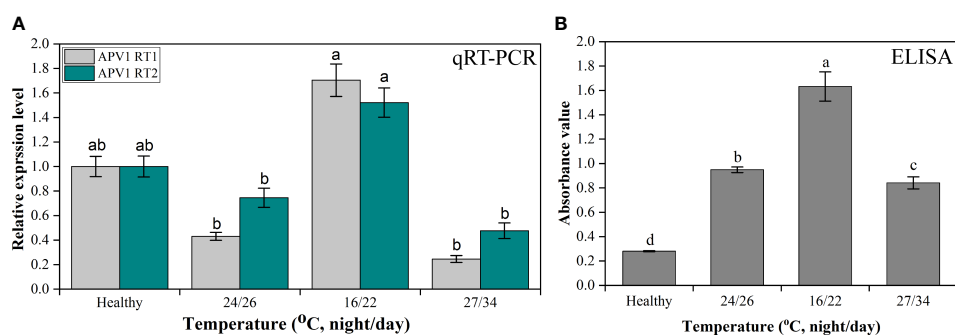 A
qRT-PCR
APV1 RT1
APV1 RT2
Relative exprssion level
2.0
1.8
1.6
1.4
1.2
1.0
0.8
0.6
0.4
0.2
0.0
ab ab
b b
a a
b b
Healthy 24/26 16/22 27/34
Temperature (°C, night/day)
B
ELISA
Absorbance value
2.0
1.8
1.6
1.4
1.2
1.0
0.8
0.6
0.4
0.2
0.0
d b a c
Healthy 24/26 16/22 27/34
Temperature (°C, night/day)